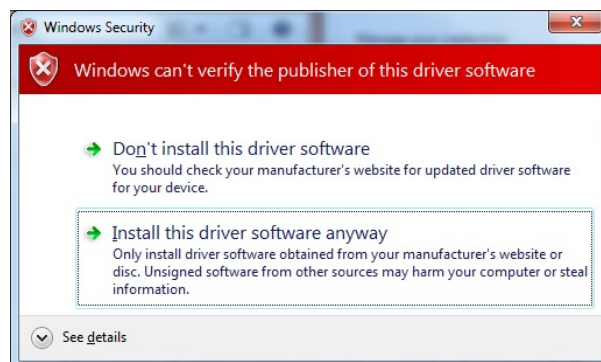 Windows Security
Windows can't verify the publisher of this driver software
Don't install this driver software
You should check your manufacturer's website for updated driver software
for your device.
Install this driver software anyway
Only install driver software obtained from your manufacturer's website or
disc. Unsigned software from other sources may harm your computer or steal
information.
See details